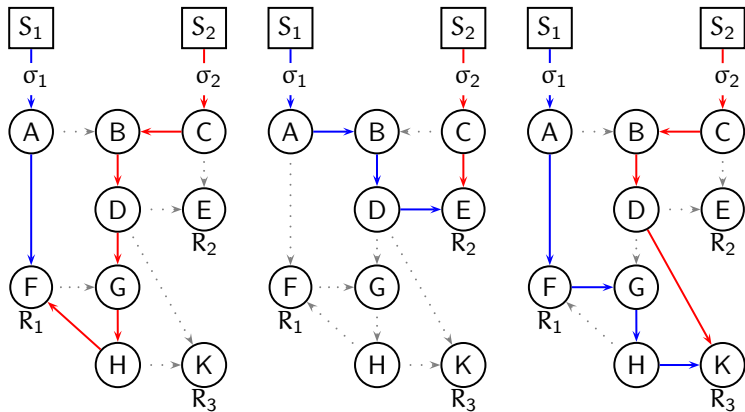 S₁ S₂ S₁ S₂ S₁ S₂
σ₁ σ₂ σ₁ σ₂ σ₁ σ₂
A B C A B C A B C
D E D E D E
R₂ R₂ R₂
F G F G F G
R₁ R₁ R₁
H K H K H K
R₃ R₃ R₃